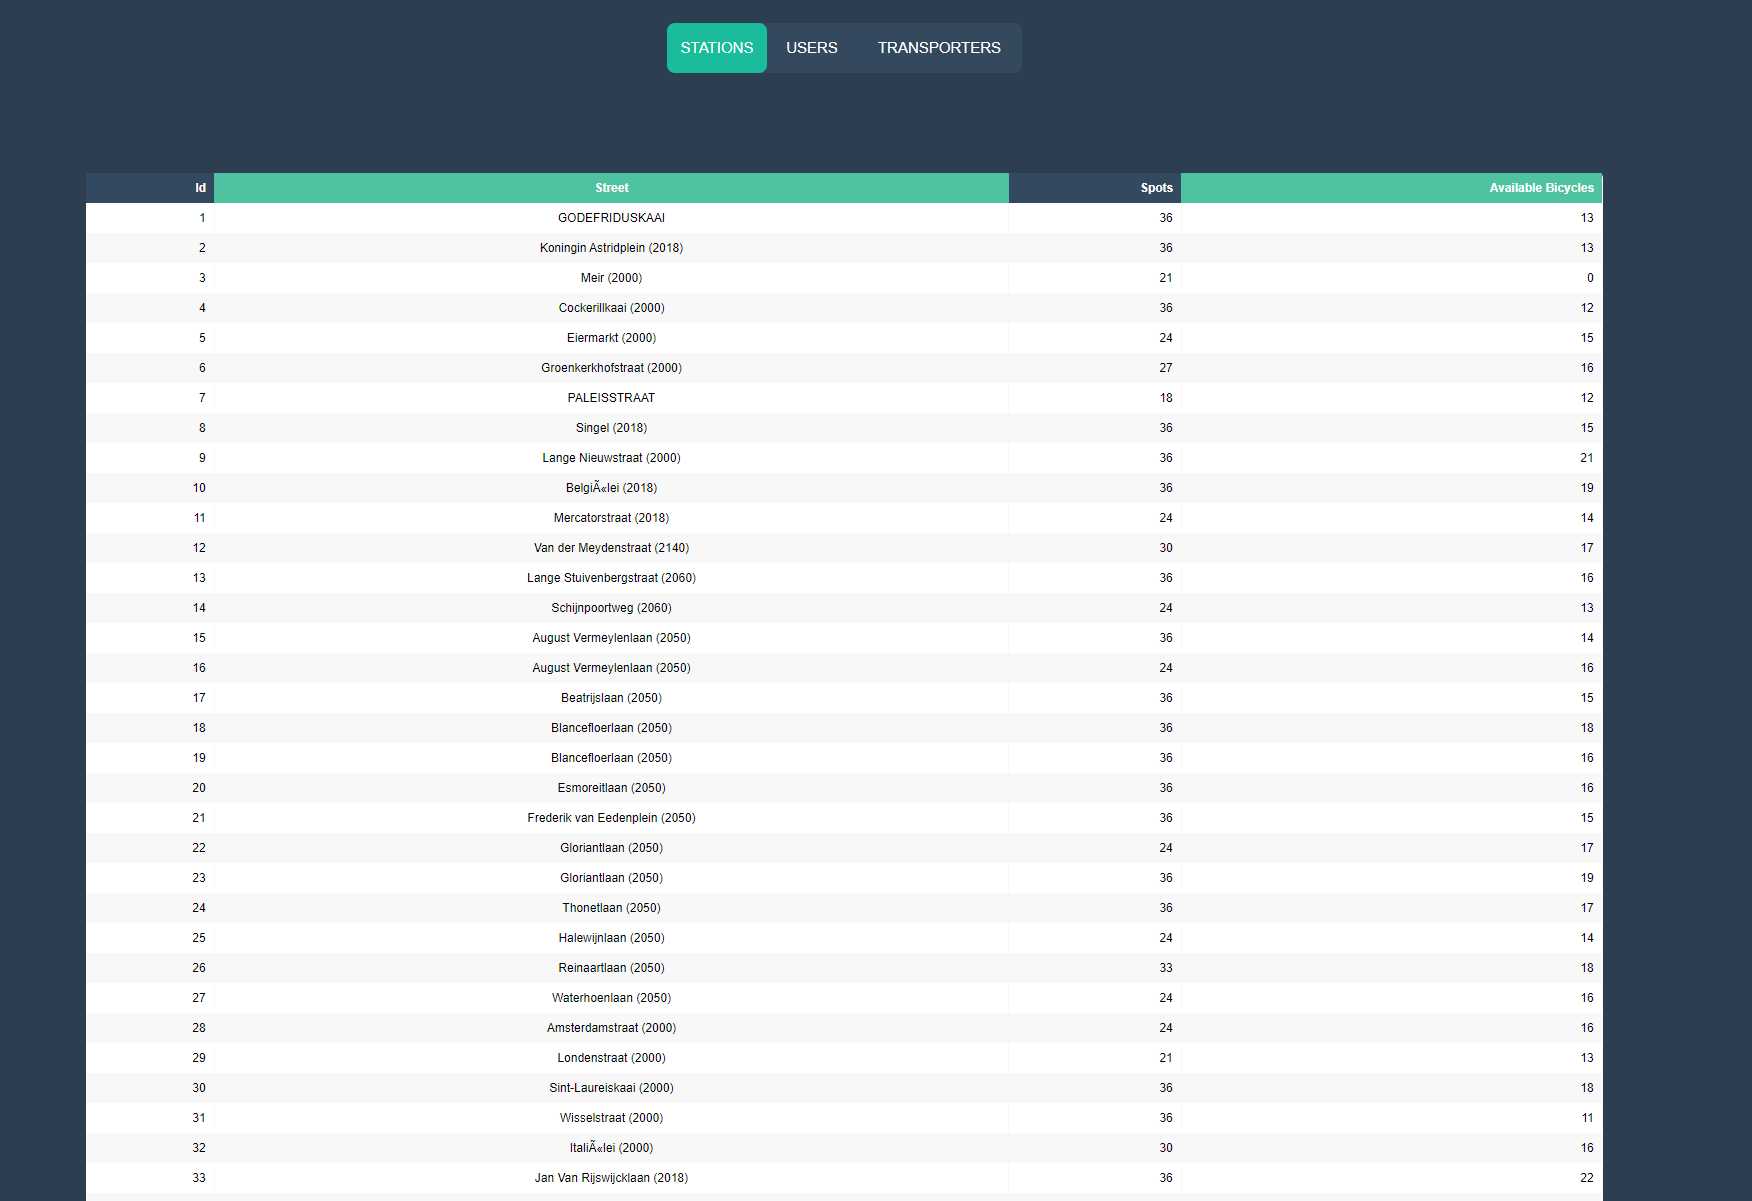 STATIONS USERS TRANSPORTERS
Id Street Spots Available Bicycles
1 GODEFRIDUSKAAI 36 13
2 Koningin Astridplein (2018) 36 13
3 Meir (2000) 21 0
4 Cockerillkaai (2000) 36 12
5 Eiermarkt (2000) 24 15
6 Groenkerkhofstraat (2000) 27 16
7 PALEISSTRAAT 18 12
8 Singel (2018) 36 15
9 Lange Nieuwstraat (2000) 36 21
10 BelgiÃ«lei (2018) 36 19
11 Mercatorstraat (2018) 24 14
12 Van der Meydenstraat (2140) 30 17
13 Lange Stuivenbergstraat (2060) 36 16
14 Schijnpoortweg (2060) 24 13
15 August Vermeylenlaan (2050) 36 14
16 August Vermeylenlaan (2050) 24 16
17 Beatrijslaan (2050) 36 15
18 Blancefloerlaan (2050) 36 18
19 Blancefloerlaan (2050) 36 16
20 Esmoreitlaan (2050) 36 16
21 Frederik van Eedenplein (2050) 36 15
22 Gloriantlaan (2050) 24 17
23 Gloriantlaan (2050) 36 19
24 Thonetlaan (2050) 36 17
25 Halewijnlaan (2050) 24 14
26 Reinaartlaan (2050) 33 18
27 Waterhoenlaan (2050) 24 16
28 Amsterdamstraat (2000) 24 16
29 Londenstraat (2000) 21 13
30 Sint-Laureiskaai (2000) 36 18
31 Wisselstraat (2000) 36 11
32 ItaliÃ«lei (2000) 30 16
33 Jan Van Rijswijcklaan (2018) 36 22